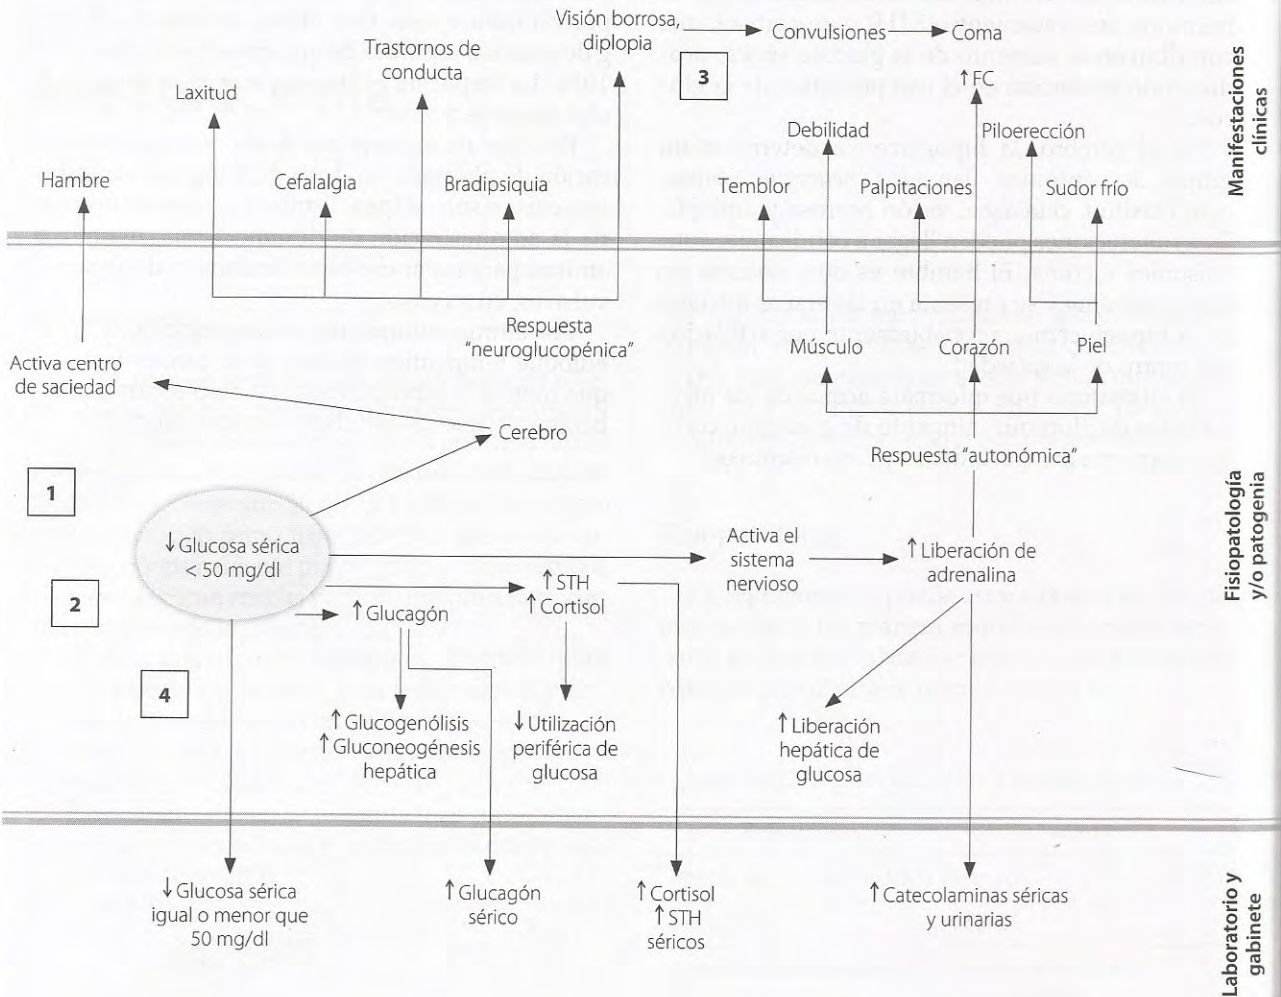 Visión borrosa,
diplopia
Convulsiones
Coma
Trastornos de
conducta
3
↑ FC
Laxitud
Debilidad
Piloerección
Hambre
Cefalalgia
Bradipsiquia
Temblor
Palpitaciones
Sudor frío
Manifestaciones
clínicas
Respuesta
"neuroglucopénica"
Músculo
Corazón
Piel
Activa centro
de saciedad
Cerebro
Respuesta "autonómica"
1
↓ Glucosa sérica
< 50 mg/dl
Activa el
sistema
nervioso
↑ Liberación de
adrenalina
2
↑ STH
↑ Cortisol
↑ Glucagón
Fisiopatología
y/o patogenia
4
↑ Glucogenólisis
↑ Gluconeogénesis
hepática
↓ Utilización
periférica de
glucosa
↑ Liberación
hepática de
glucosa
↓ Glucosa sérica
igual o menor que
50 mg/dl
↑ Glucagón
sérico
↑ Cortisol
↑ STH
séricos
↑ Catecolaminas séricas
y urinarias
Laboratorio y
gabinete